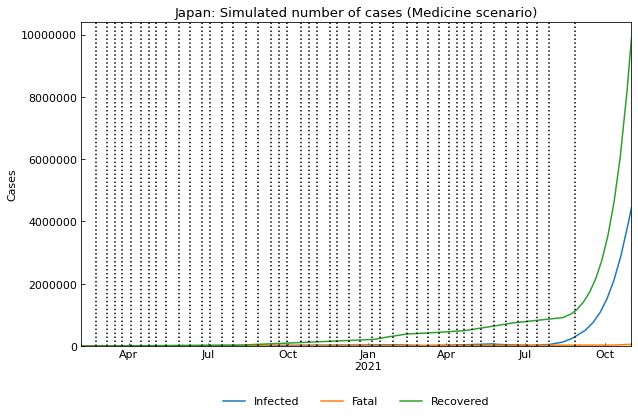 Japan: Simulated number of cases (Medicine scenario)
Cases
10000000
8000000
6000000
4000000
2000000
0
Apr Jul Oct Jan Apr Jul Oct
2021
Infected Fatal Recovered